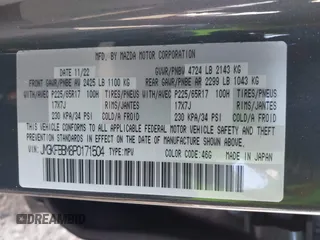 MFD. BY MAZDA MOTOR CORPORATION
DATE 11/22 GVWR/PNBV 4724 LB 2143 KG
FRONT GAWR/PNBE AV 2425 LB 1100 KG REAR GAWR/PNBE AR 2299 LB 1043 KG
WITH/AVEC P225/65R17 100H TIRES/PNEUS WITH/AVEC P225/65R17 100H TIRES/PNEUS
17X7J RIMS/JANTES 17X7J RIMS/JANTES
230 KPA/34 PSI COLD/A FROID 230 KPA/34 PSI COLD/A FROID
THIS VEHICLE CONFORMS TO ALL APPLICABLE FEDERAL
MOTOR VEHICLE SAFETY, BUMPER, AND THEFT
PREVENTION STANDARDS IN EFFECT ON THE DATE
OF MANUFACTURE SHOWN ABOVE.
COLOR CODE: 46G
TYPE: MPV MADE IN JAPAN
DREAMBID